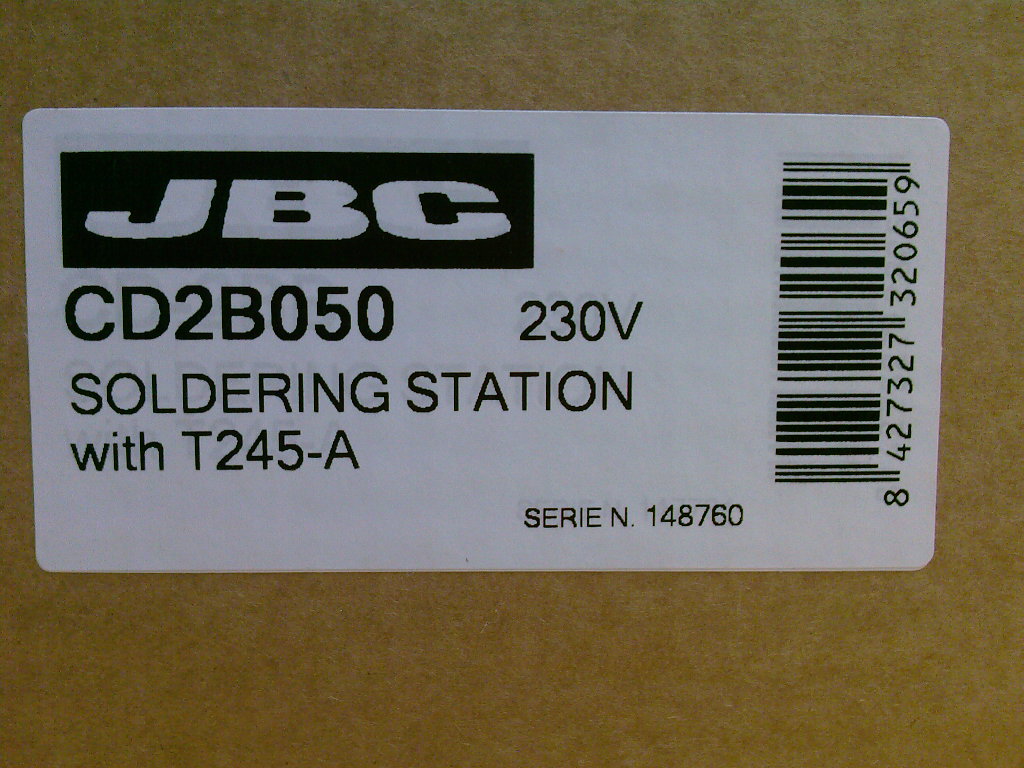 JBC
CD2B050 230V
SOLDERING STATION
with T245-A
SERIE N. 148760
8 427327 320659